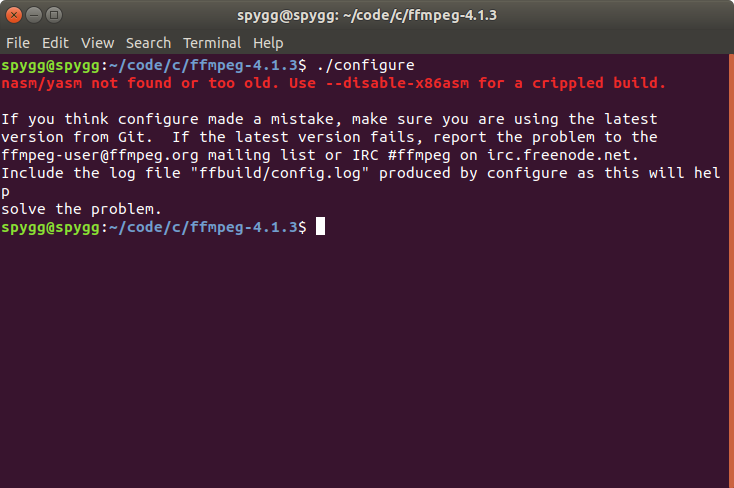 spygg@spygg: ~/code/c/ffmpeg-4.1.3
File Edit View Search Terminal Help
spygg@spygg:~/code/c/ffmpeg-4.1.3$ ./configure
nasm/yasm not found or too old. Use --disable-x86asm for a crippled build.
If you think configure made a mistake, make sure you are using the latest
version from Git.  If the latest version fails, report the problem to the
ffmpeg-user@ffmpeg.org mailing list or IRC #ffmpeg on irc.freenode.net.
Include the log file "ffbuild/config.log" produced by configure as this will hel
p
solve the problem.
spygg@spygg:~/code/c/ffmpeg-4.1.3$